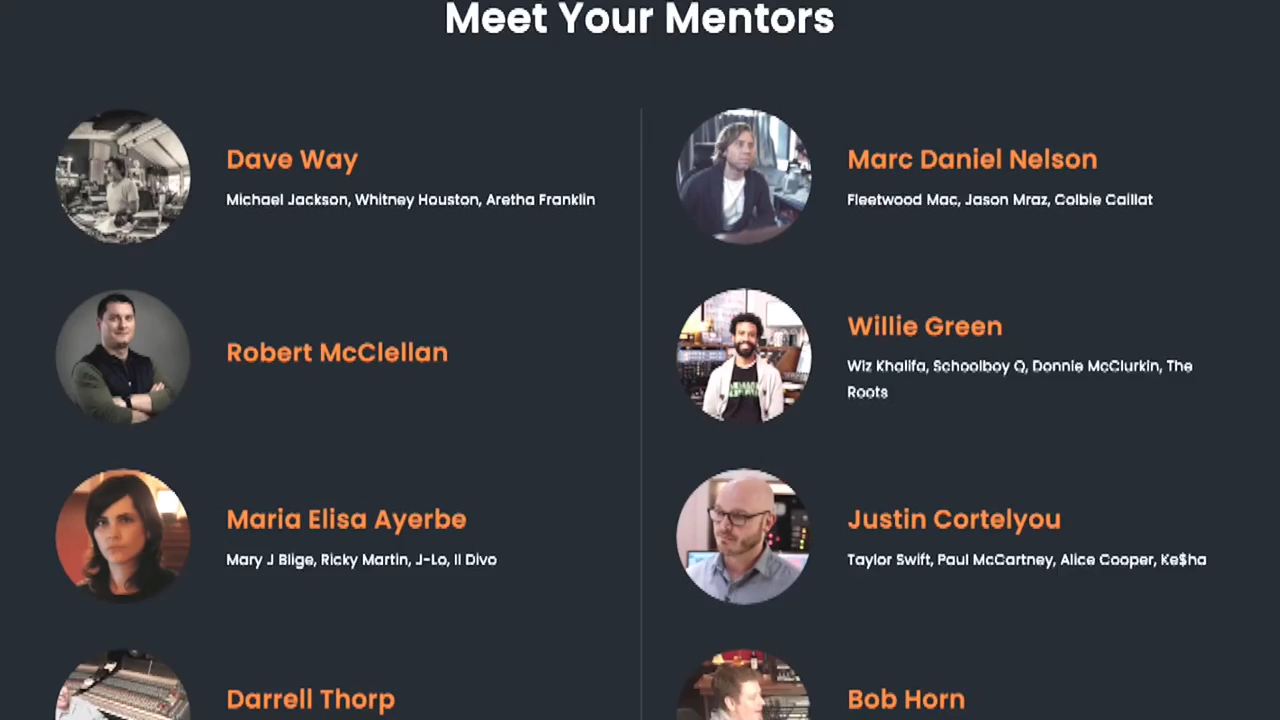 Meet Your Mentors
Dave Way
Michael Jackson, Whitney Houston, Aretha Franklin
Marc Daniel Nelson
Fleetwood Mac, Jason Mraz, Colbie Caillat
Robert McClellan
Willie Green
Wiz Khalifa, Schoolboy Q, Donnie McClurkin, The
Roots
Maria Elisa Ayerbe
Mary J Blige, Ricky Martin, J-Lo, Il Divo
Justin Cortelyou
Taylor Swift, Paul McCartney, Alice Cooper, Ke$ha
Darrell Thorp
Bob Horn